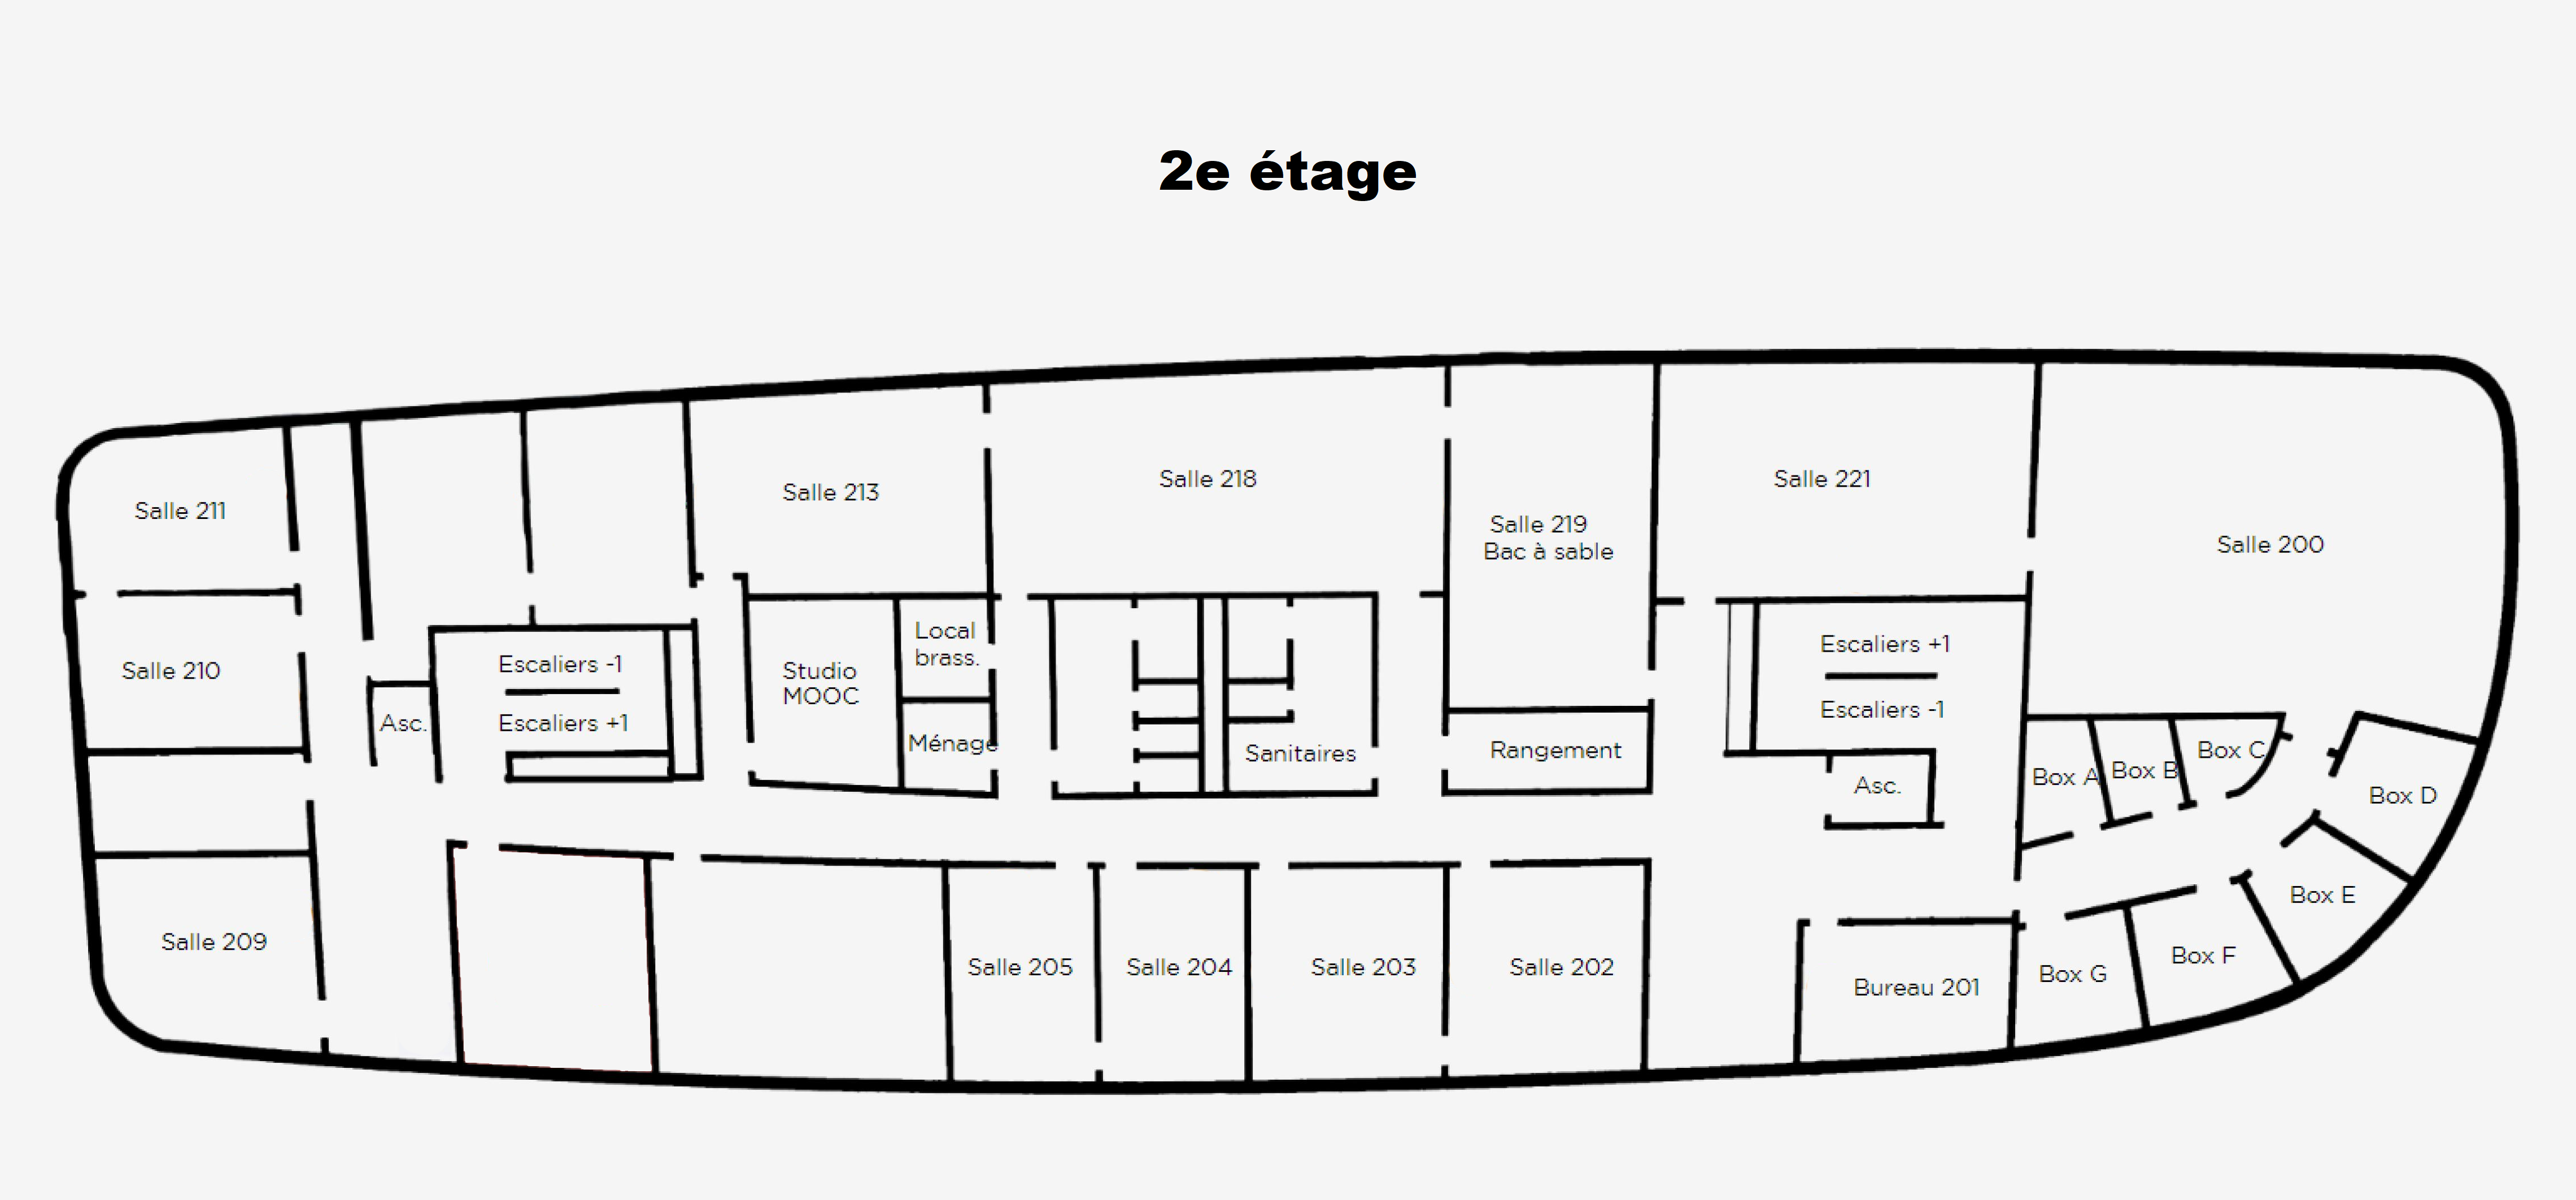 2e étage
Salle 211
Salle 213
Salle 218
Salle 219
Bac à sable
Salle 221
Salle 200
Salle 210
Asc.
Escaliers -1
Escaliers +1
Studio
MOOC
Local
brass.
Ménage
Sanitaires
Rangement
Escaliers +1
Escaliers -1
Asc.
Box A
Box B
Box C
Box D
Box E
Box F
Box G
Salle 209
Salle 205
Salle 204
Salle 203
Salle 202
Bureau 201